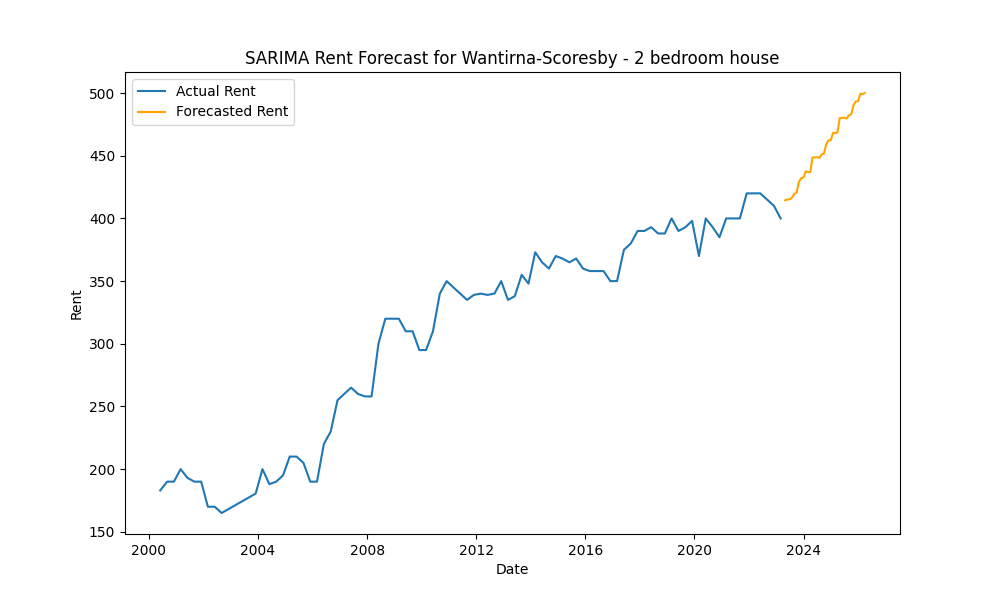 SARIMA Rent Forecast for Wantirna-Scoresby - 2 bedroom house
Actual Rent
Forecasted Rent
500
450
400
350
300
250
200
150
Rent
2000 2004 2008 2012 2016 2020 2024
Date